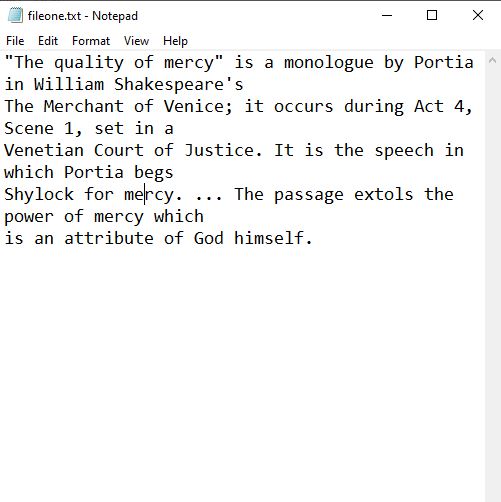 fileone.txt - Notepad
File Edit Format View Help
"The quality of mercy" is a monologue by Portia
in William Shakespeare's
The Merchant of Venice; it occurs during Act 4,
Scene 1, set in a
Venetian Court of Justice. It is the speech in
which Portia begs
Shylock for mercy. ... The passage extols the
power of mercy which
is an attribute of God himself.